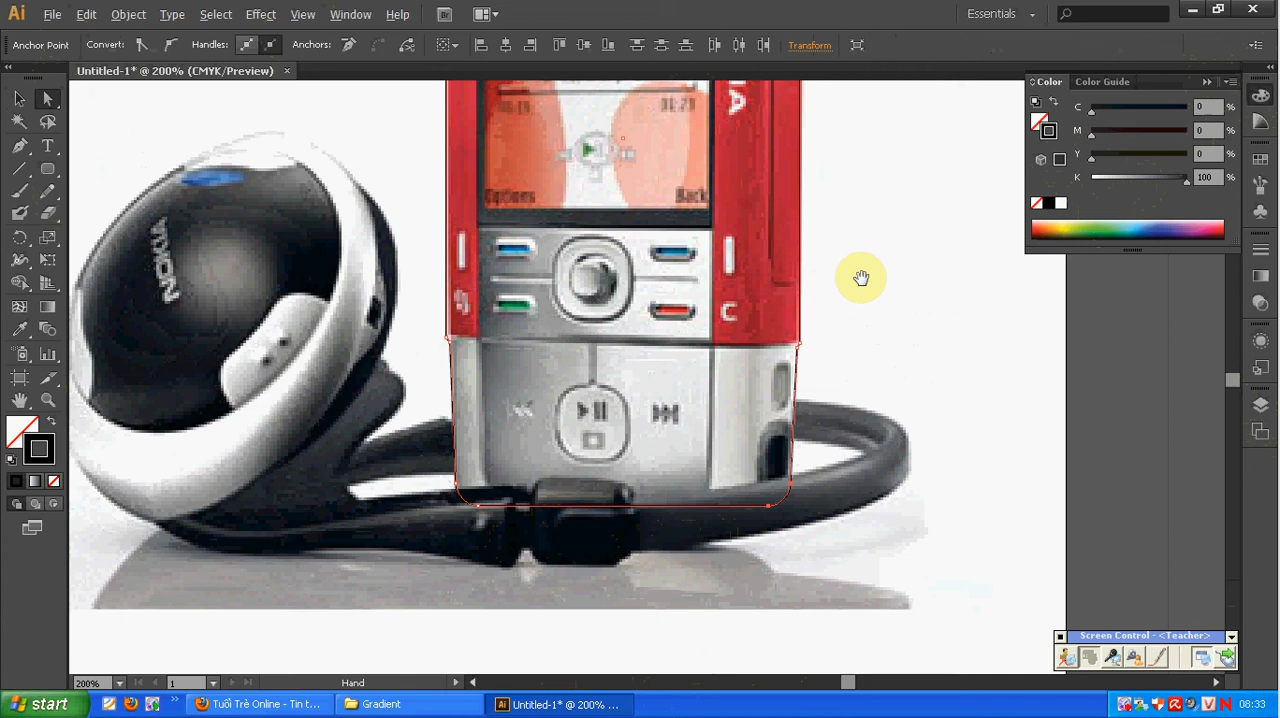 Ai File Edit Object Type Select Effect View Window Help Br Essentials
Anchor Point Convert: Handles: Anchors: Transform
Untitled-1* @ 200% (CMYK/Preview) ×
Color Color Guide
C 0 %
M 0 %
Y 0 %
K 100 %
Options Back
NOKIA
C
Screen Control - <Teacher>
200% 1 Hand
start Tuổi Trẻ Online - Tin t... Gradient Ai Untitled-1* @ 200% ... V N 08:33